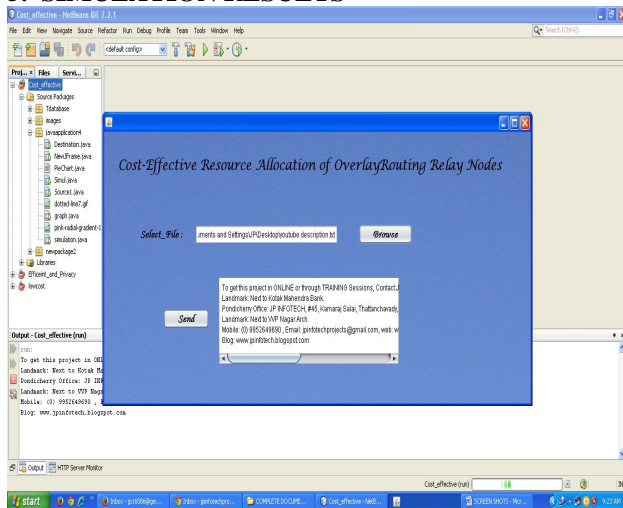 Cost_effective - NetBeans IDE 7.2.1
File Edit View Navigate Source Refactor Run Debug Profile Team Tools Window Help
Search (Ctrl+I)
<default config>
Proj... x Files Servi...
Cost_effective
Source Packages
7database
images
javaapplication4
Destination.java
NewJFrame.java
PieChart.java
Simul.java
Source1.java
dotted-line7.gif
graph.java
pink-radial-gradient-1
simulation.java
newpackage2
Libraries
Efficeint_and_Privacy
lowcost
Cost-Effective Resource Allocation of OverlayRouting Relay Nodes
Select_File :
uments and Settings\JP\Desktop\youtube description.txt
Browse
Send
To get this project in ONLINE or through TRAINING Sessions, Contact:J
Landmark: Next to Kotak Mahendra Bank.
Pondicherry Office: JP INFOTECH, #45, Kamaraj Salai, Thattanchavady,
Landmark: Next to VVP Nagar Arch.
Mobile: (0) 9952649690 , Email: jpinfotechprojects@gmail.com, web: w
Blog: www.jpinfotech.blogspot.com
Output - Cost_effective (run)
run:
To get this project in ONL
Landmark: Next to Kotak Ma
Pondicherry Office: JP INF
Landmark: Next to VVP Naga
Mobile: (0) 9952649690 , E
Blog: www.jpinfotech.blogspot.com
Output HTTP Server Monitor
Cost_effective (run)
start
Inbox - jp16586@gm...
Inbox - jpinfotechpro...
COMPLETE DOCUME...
Cost_effective - NetB...
SCREEN SHOTS - Micr...
9:23 AM